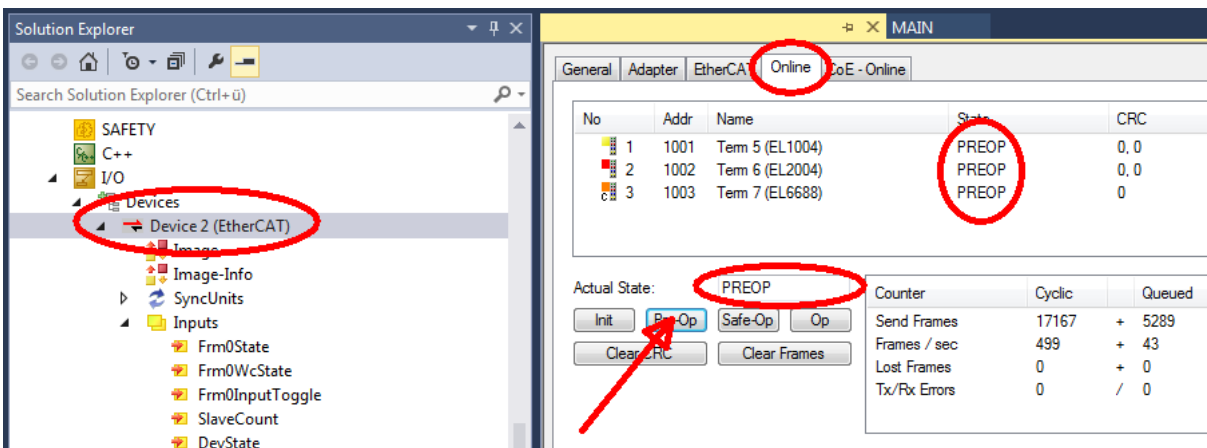 Solution Explorer
Search Solution Explorer (Ctrl+ü)
SAFETY
C++
I/O
Devices
Device 2 (EtherCAT)
Image
Image-Info
SyncUnits
Inputs
Frm0State
Frm0WcState
Frm0InputToggle
SlaveCount
DevState
MAIN
General Adapter EtherCAT Online CoE - Online
No Addr Name State CRC
1 1001 Term 5 (EL1004) PREOP 0, 0
2 1002 Term 6 (EL2004) PREOP 0, 0
c 3 1003 Term 7 (EL6688) PREOP 0
Actual State: PREOP
Init Pre-Op Safe-Op Op
Clear CRC Clear Frames
Counter Cyclic Queued
Send Frames 17167 + 5289
Frames / sec 499 + 43
Lost Frames 0 + 0
Tx/Rx Errors 0 / 0